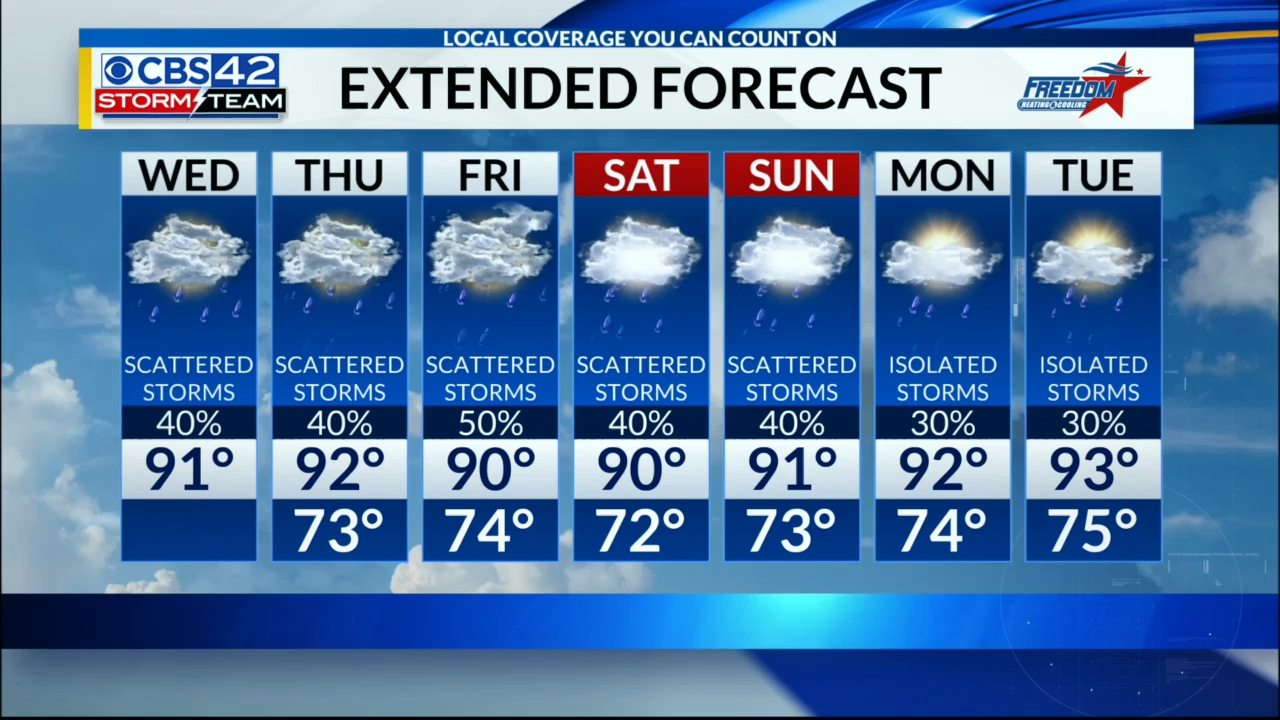 LOCAL COVERAGE YOU CAN COUNT ON
CBS42
STORM TEAM
EXTENDED FORECAST
FREEDOM
HEATING & COOLING
WED THU FRI SAT SUN MON TUE
SCATTERED SCATTERED SCATTERED SCATTERED SCATTERED ISOLATED ISOLATED
STORMS STORMS STORMS STORMS STORMS STORMS STORMS
40% 40% 50% 40% 40% 30% 30%
91° 92° 90° 90° 91° 92° 93°
73° 74° 72° 73° 74° 75°